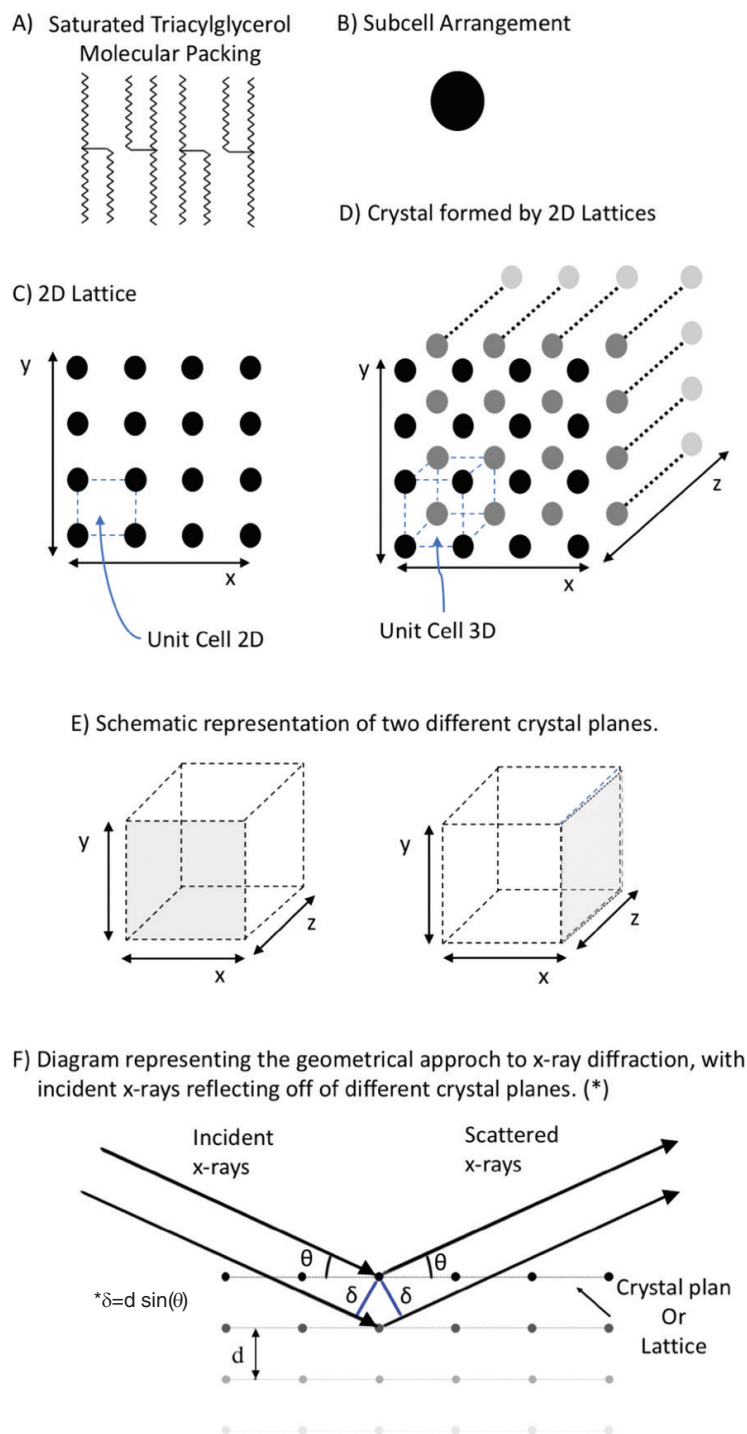 A) Saturated Triacylglycerol
Molecular Packing
B) Subcell Arrangement
D) Crystal formed by 2D Lattices
C) 2D Lattice
y
x
Unit Cell 2D
y
z
x
Unit Cell 3D
E) Schematic representation of two different crystal planes.
y
z
x
y
z
x
F) Diagram representing the geometrical approch to x-ray diffraction, with
incident x-rays reflecting off of different crystal planes. (*)
Incident
x-rays
Scattered
x-rays
θ
θ
δ
δ
*δ=d sin(θ)
d
Crystal plan
Or
Lattice